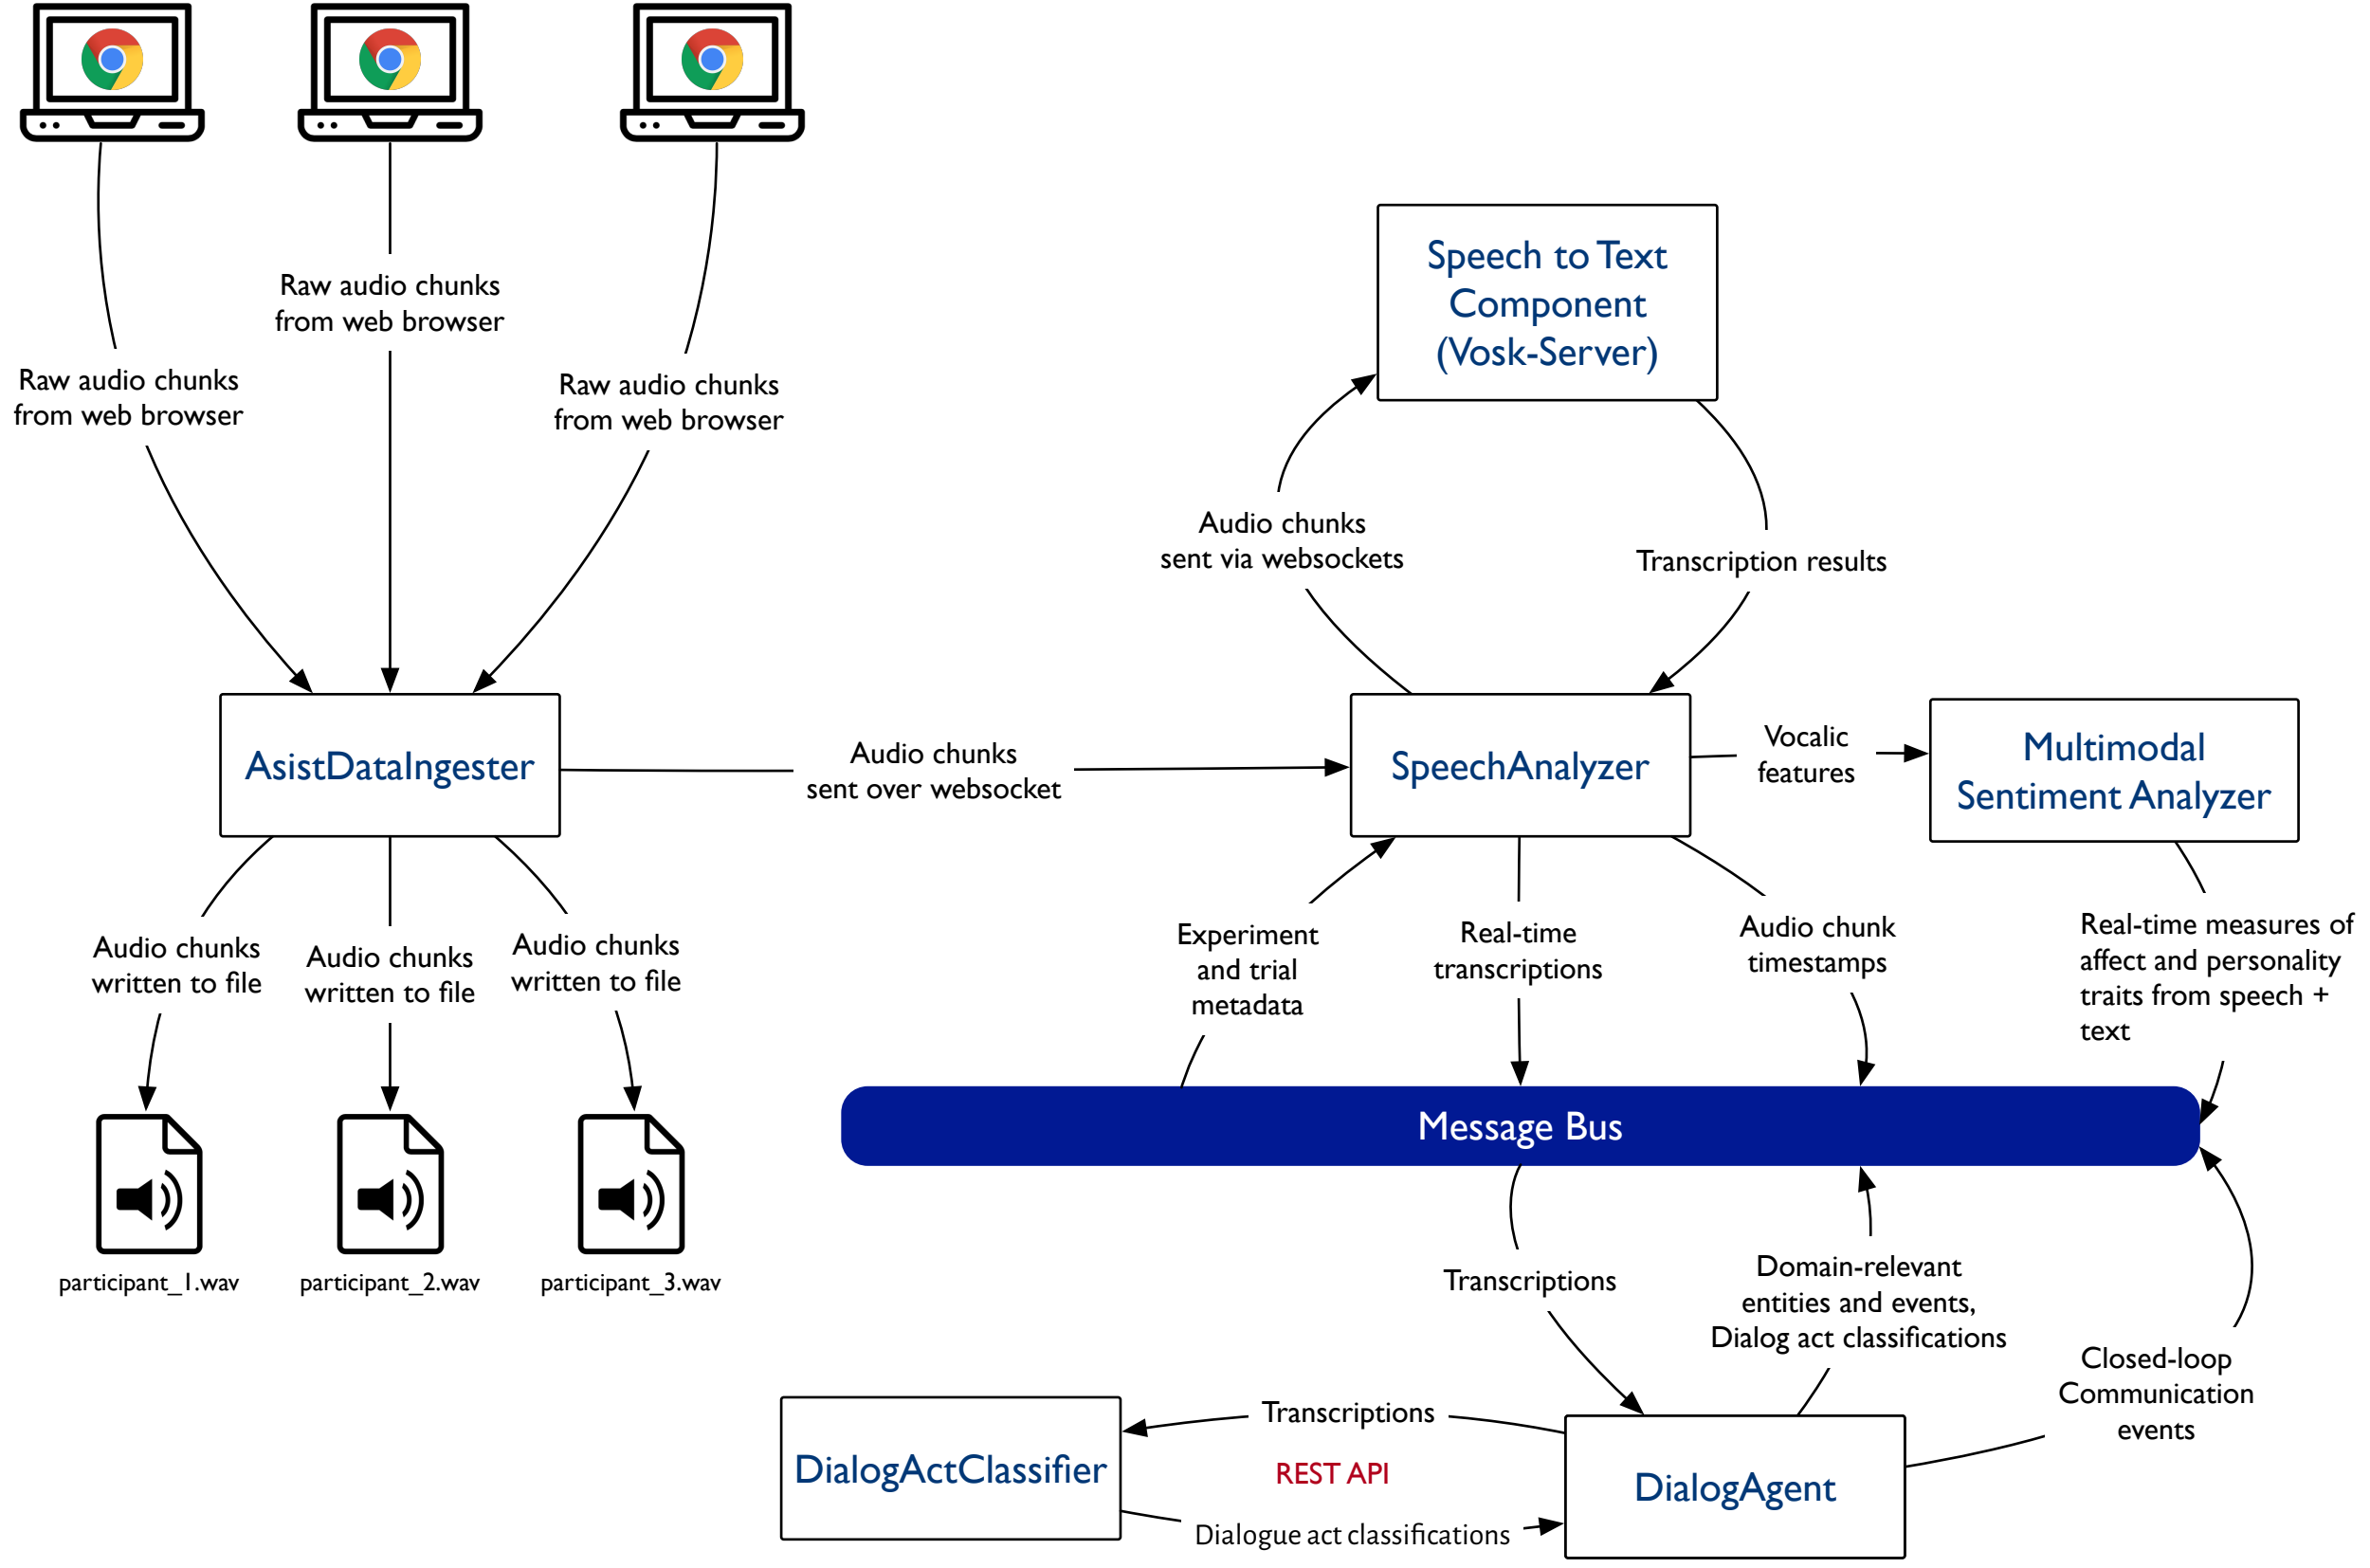 Raw audio chunks
from web browser
Raw audio chunks
from web browser
Raw audio chunks
from web browser
Speech to Text
Component
(Vosk-Server)
Audio chunks
sent via websockets
Transcription results
AsistDataIngester
Audio chunks
sent over websocket
SpeechAnalyzer
Vocalic
features
Multimodal
Sentiment Analyzer
Audio chunks
written to file
Audio chunks
written to file
Audio chunks
written to file
Experiment
and trial
metadata
Real-time
transcriptions
Audio chunk
timestamps
Real-time measures of
affect and personality
traits from speech +
text
Message Bus
participant_1.wav
participant_2.wav
participant_3.wav
Transcriptions
Domain-relevant
entities and events,
Dialog act classifications
Closed-loop
Communication
events
DialogActClassifier
Transcriptions
REST API
Dialogue act classifications
DialogAgent